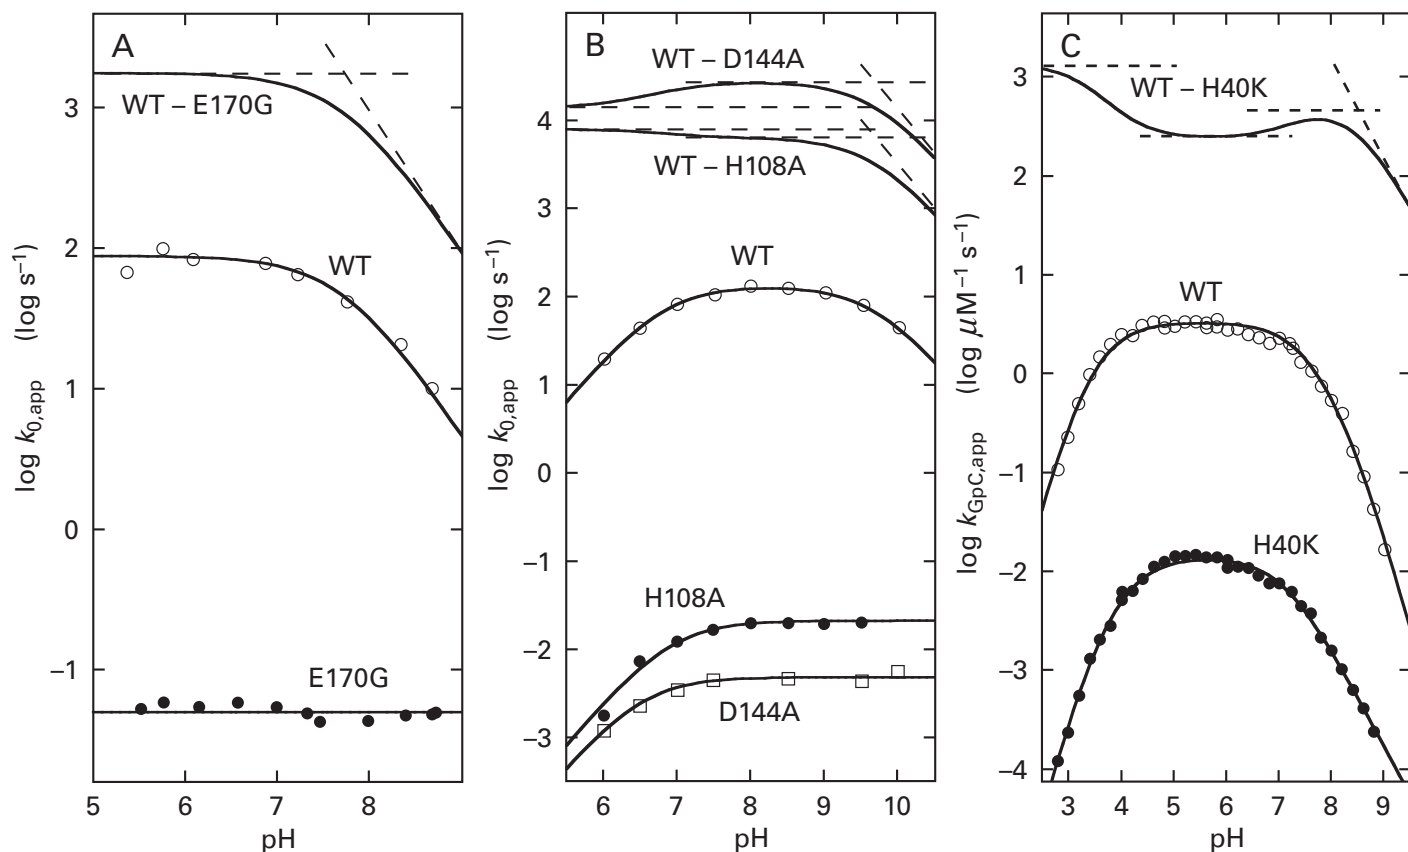 A
WT – E170G
WT
E170G
3
2
1
0
–1
5 6 7 8
pH
log k0,app (log s–1)
B
WT – D144A
WT – H108A
WT
H108A
D144A
4
3
2
1
0
–1
–2
–3
6 7 8 9 10
pH
log k0,app (log s–1)
C
WT – H40K
WT
H40K
3
2
1
0
–1
–2
–3
–4
3 4 5 6 7 8 9
pH
log kGpC,app (log μM–1 s–1)